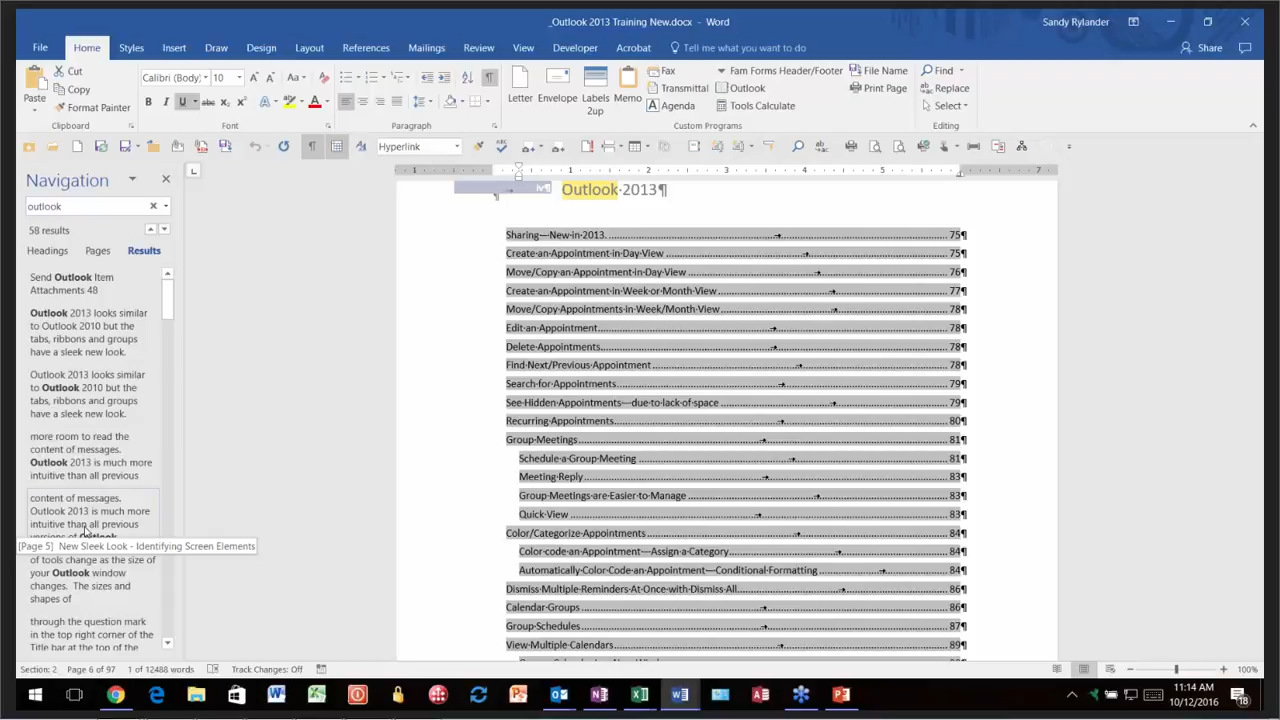 _Outlook 2013 Training New.docx - Word
Sandy Rylander
File Home Styles Insert Draw Design Layout References Mailings Review View Developer Acrobat Tell me what you want to do Share
Cut
Copy
Format Painter
Paste
Clipboard
Calibri (Body) 10
Font
Paragraph
Letter Envelope Labels 2up Memo
Fax
Transmittal
Agenda
Fam Forms Header/Footer
Outlook
Tools Calculate
File Name
Print Page
Custom Programs
Find
Replace
Select
Editing
Hyperlink
Navigation
outlook
58 results
Headings Pages Results
Send Outlook Item
Attachments 48
Outlook 2013 looks similar
to Outlook 2010 but the
tabs, ribbons and groups
have a sleek new look.
Outlook 2013 looks similar
to Outlook 2010 but the
tabs, ribbons and groups
have a sleek new look.
more room to read the
content of messages.
Outlook 2013 is much more
intuitive than all previous
content of messages.
Outlook 2013 is much more
intuitive than all previous
versions of Outlook
[Page 5] New Sleek Look - Identifying Screen Elements
of tools change as the size of
your Outlook window
changes. The sizes and
shapes of
through the question mark
in the top right corner of the
Title bar at the top of the
1 1 2 3 4 5 7
iv¶
Outlook·2013¶
Sharing—New·in·2013. 75¶
Create·an·Appointment·in·Day·View 75¶
Move/Copy·an·Appointment·in·Day·View 76¶
Create·an·Appointment·in·Week·or·Month·View 77¶
Move/Copy·Appointments·in·Week/Month·View 78¶
Edit·an·Appointment 78¶
Delete·Appointments 78¶
Find·Next/Previous·Appointment 78¶
Search·for·Appointments 79¶
See·Hidden·Appointments·–·due·to·lack·of·space 79¶
Recurring·Appointments 80¶
Group·Meetings 81¶
Schedule·a·Group·Meeting 81¶
Meeting·Reply 83¶
Group·Meetings·are·Easier·to·Manage 83¶
Quick·View 83¶
Color/Categorize·Appointments 84¶
Color·code·an·Appointment—Assign·a·Category 84¶
Automatically·Color·Code·an·Appointment—Conditional·Formatting 84¶
Dismiss·Multiple·Reminders·At·Once·with·Dismiss·All 86¶
Calendar·Groups 86¶
Group·Schedules 87¶
View·Multiple·Calendars 89¶
Section: 2 Page 6 of 97 1 of 12488 words Track Changes: Off 100%
11:14 AM
10/12/2016
18